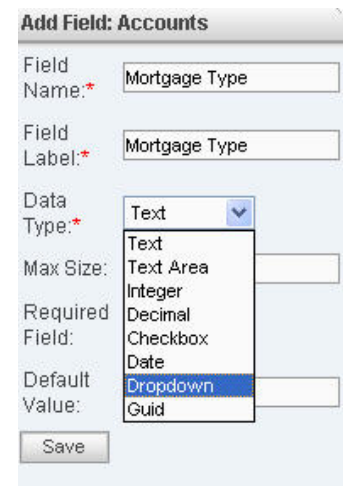 Add Field: Accounts
Field
Name:* Mortgage Type
Field
Label:* Mortgage Type
Data
Type:* Text
Text
Text Area
Max Size:
Integer
Decimal
Required
Field:
Checkbox
Date
Default
Value:
Dropdown
Guid
Save